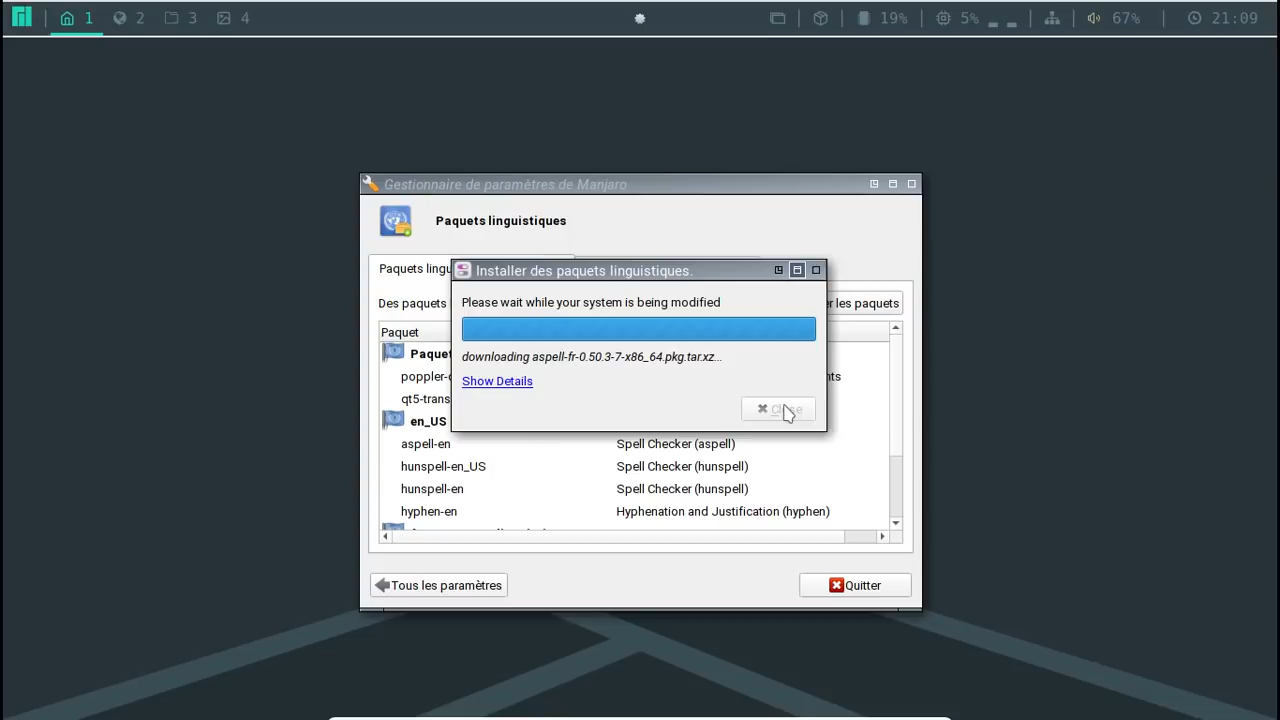 1 2 3 4 19% 5% 67% 21:09
Gestionnaire de paramètres de Manjaro
Paquets linguistiques
Paquets lingu
Installer des paquets linguistiques.
Des paquets
Please wait while your system is being modified
er les paquets
Paquet
Paquet
downloading aspell-fr-0.50.3-7-x86_64.pkg.tar.xz...
poppler-
nts
Show Details
qt5-trans
Close
en_US
aspell-en Spell Checker (aspell)
hunspell-en_US Spell Checker (hunspell)
hunspell-en Spell Checker (hunspell)
hyphen-en Hyphenation and Justification (hyphen)
Tous les paramètres Quitter